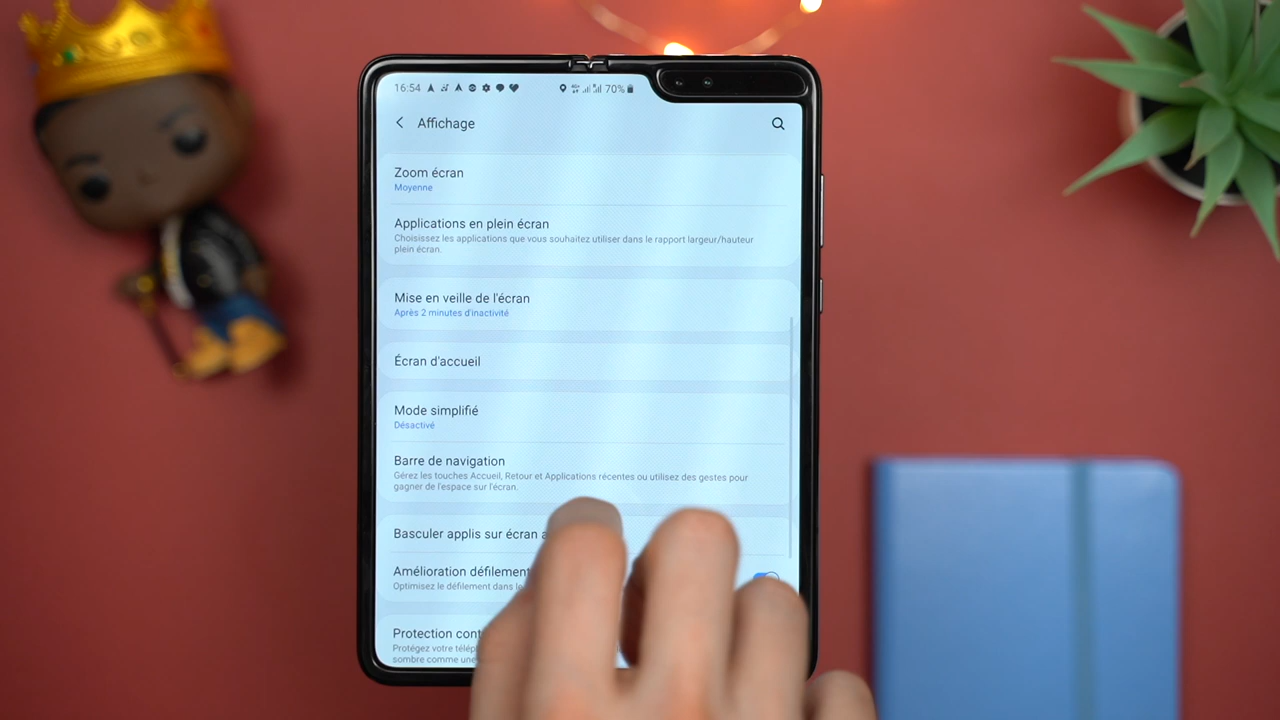 16:54 70%
Affichage
Zoom écran
Moyenne
Applications en plein écran
Choisissez les applications que vous souhaitez utiliser dans le rapport largeur/hauteur
plein écran.
Mise en veille de l'écran
Après 2 minutes d'inactivité
Écran d'accueil
Mode simplifié
Désactivé
Barre de navigation
Gérez les touches Accueil, Retour et Applications récentes ou utilisez des gestes pour
gagner de l'espace sur l'écran.
Basculer applis sur écran
Amélioration défilement
Optimisez le défilement dans
Protection
Protégez votre
sombre comme une